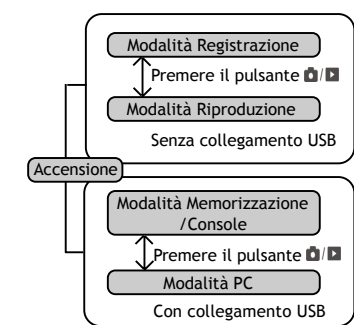 Modalità Registrazione
Premere il pulsante /
Modalità Riproduzione
Senza collegamento USB
Accensione
Modalità Memorizzazione
/Console
Premere il pulsante /
Modalità PC
Con collegamento USB